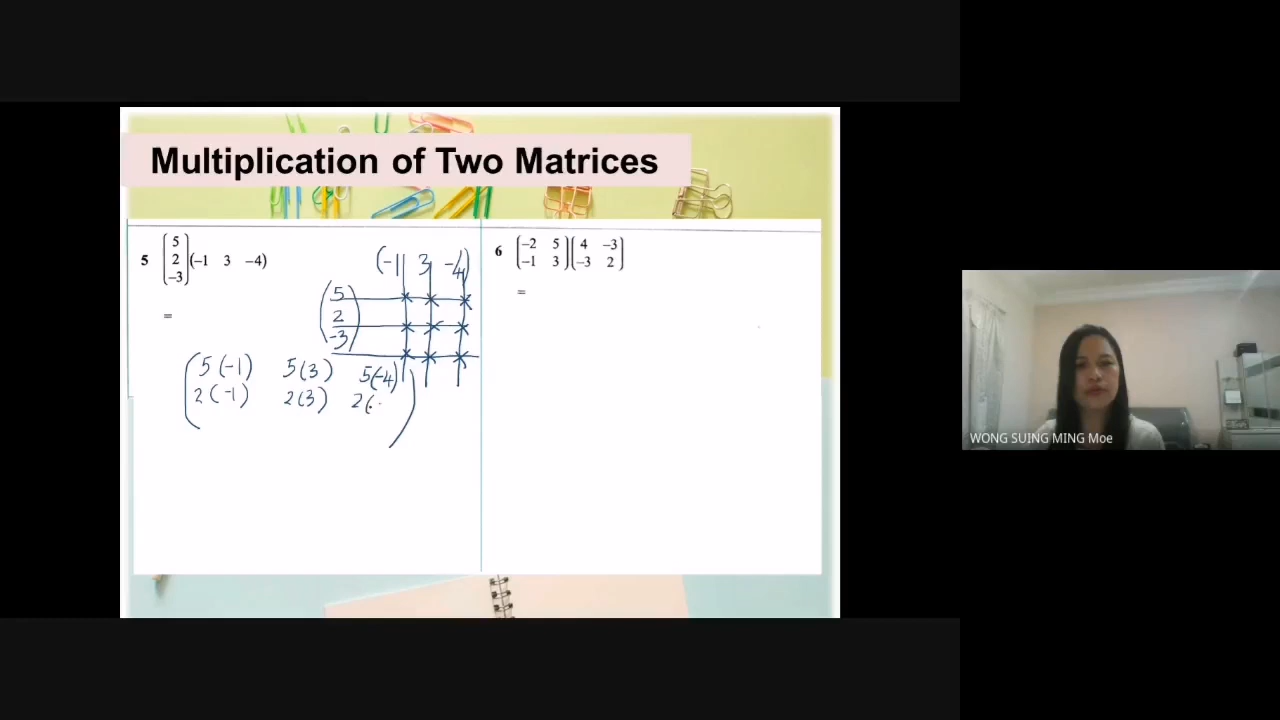 Multiplication of Two Matrices
5 (5 2 −3) (−1 3 −4)
=
(−1 3 −4)
(5
2
−3)
5(−1) 5(3) 5(−4)
2(−1) 2(3) 2(-
6 (−2 5 −1 3) (4 −3 −3 2)
=
WONG SUING MING Moe